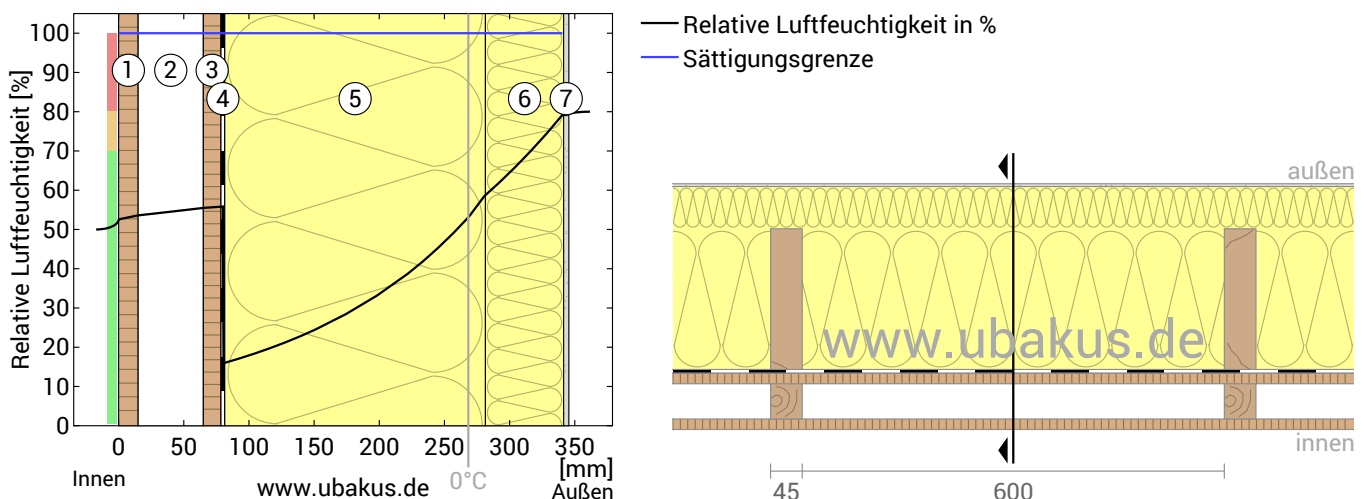 Relative Luftfeuchtigkeit in %
Sättigungsgrenze
Relative Luftfeuchtigkeit [%]
100
90
80
70
60
50
40
30
20
10
0
1
2
3
4
5
6
7
0 50 100 150 200 250 300 350
[mm]
Innen
www.ubakus.de
0°C
Außen
außen
www.ubakus.de
innen
45
600